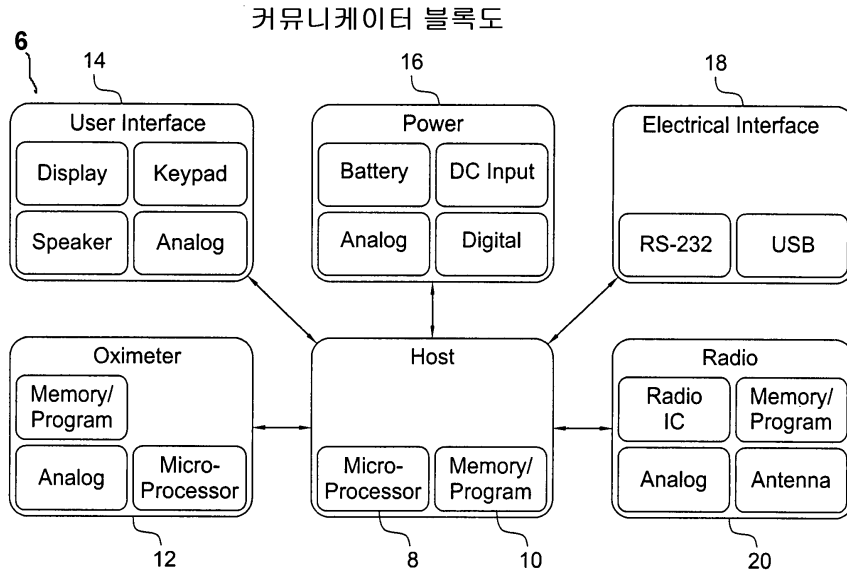 커뮤니케이터 블록도
6
14
16
18
User Interface
Display
Keypad
Speaker
Analog
Power
Battery
DC Input
Analog
Digital
Electrical Interface
RS-232
USB
Oximeter
Memory/
Program
Analog
Micro-
Processor
Host
Micro-
Processor
Memory/
Program
Radio
Radio
IC
Memory/
Program
Analog
Antenna
12
8
10
20